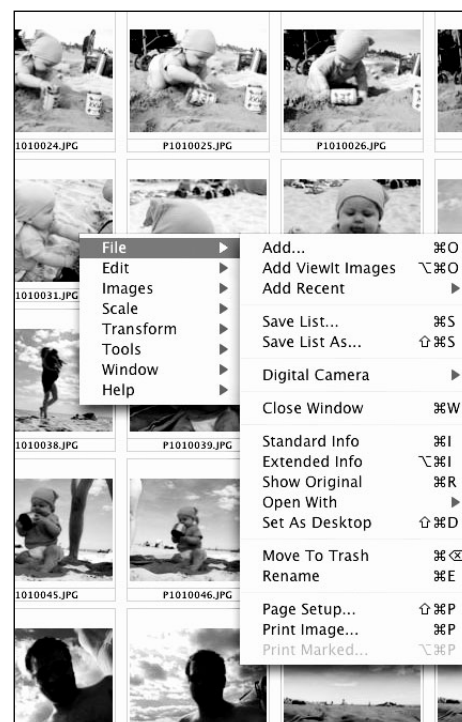 1010024.JPG
P1010025.JPG
P1010026.JPG
1010031.JPG
File
Edit
Images
Scale
Transform
Tools
Window
Help
Add... ⌘O
Add ViewIt Images ⌥⌘O
Add Recent
Save List... ⌘S
Save List As... ⇧⌘S
Digital Camera
Close Window ⌘W
Standard Info ⌘I
Extended Info ⌥⌘I
Show Original ⌘R
Open With
Set As Desktop ⇧⌘D
Move To Trash ⌘⌫
Rename ⌘E
Page Setup... ⇧⌘P
Print Image... ⌘P
Print Marked... ⌥⌘P
1010038.JPG
P1010039.JPG
1010045.JPG
P1010046.JPG